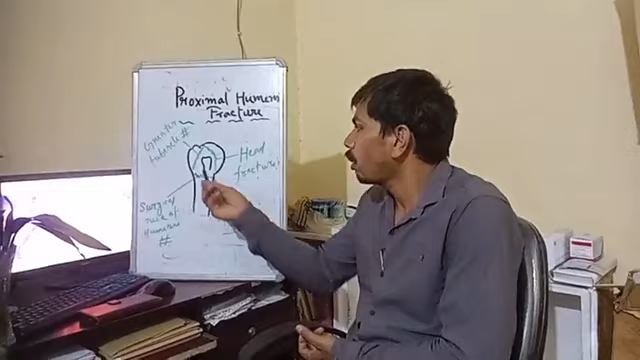 Proximal Humerus
Fracture
Greater
tubercle #
Head
fracture
Surgical
neck of
Humerus
#